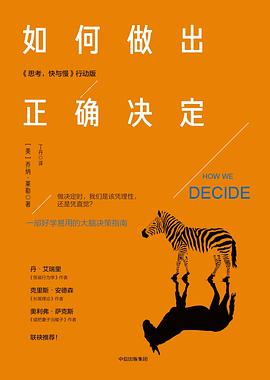 如何做出
《思考，快与慢》行动版
正确决定
[美] 乔纳·莱勒 著
丁丹 译
HOW WE
DECIDE
做决定时，我们是该凭理性，
还是凭直觉？
一部好学易用的大脑决策指南
丹·艾瑞里
《怪诞行为学》作者
克里斯·安德森
《长尾理论》作者
奥利弗·萨克斯
《错把妻子当帽子》作者
联袂推荐！
中信出版集团